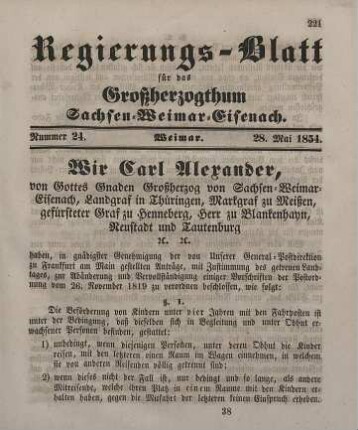 221
Regierungs-Blatt
für das
Großherzogthum
Sachsen-Weimar-Eisenach.
Nummer 24. Weimar. 28. Mai 1854.
Wir Carl Alexander,
von Gottes Gnaden Großherzog von Sachsen-Weimar-
Eisenach, Landgraf in Thüringen, Markgraf zu Meißen,
gefürsteter Graf zu Henneberg, Herr zu Blankenhayn,
Neustadt und Tautenburg
ꝛc. ꝛc.
haben, in gnädigster Genehmigung der von Unserer General-Postdirektion
zu Frankfurt am Main gestellten Anträge, mit Zustimmung des getreuen Land-
tages, zur Abänderung und Vervollständigung einiger Vorschriften der Postord-
nung vom 26. November 1819 zu verordnen beschlossen, wie folgt:
§. 1.
Die Beförderung von Kindern unter vier Jahren mit den Fahrposten ist
unter der Bedingung, daß dieselben sich in Begleitung und unter Obhut er-
wachsener Personen befinden, gestattet:
1) unbedingt, wenn diejenigen Personen, unter deren Obhut die Kinder
reisen, mit den letzteren einen Raum im Wagen einnehmen, in welchem
sie von anderen Reisenden völlig getrennt sind;
2) wenn dieses nicht der Fall ist, nur bedingt und so lange, als andere
Mitreisende, welche ihren Platz in einem Raume mit den Kindern er-
halten haben, gegen die Mitfahrt der letzteren keinen Einspruch erheben.
38